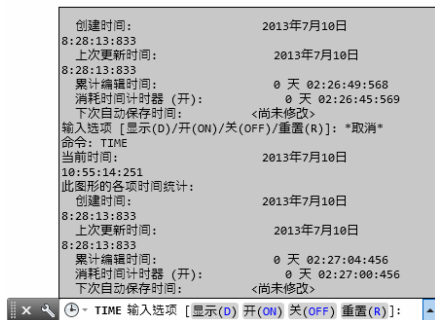 创建时间: 2013年7月10日
8:28:13:833
上次更新时间: 2013年7月10日
8:28:13:833
累计编辑时间: 0 天 02:26:49:568
消耗时间计时器 (开): 0 天 02:26:45:569
下次自动保存时间: <尚未修改>
输入选项 [显示(D)/开(ON)/关(OFF)/重置(R)]: *取消*
命令: TIME
当前时间: 2013年7月10日
10:55:14:251
此图形的各项时间统计:
创建时间: 2013年7月10日
8:28:13:833
上次更新时间: 2013年7月10日
8:28:13:833
累计编辑时间: 0 天 02:27:04:456
消耗时间计时器 (开): 0 天 02:27:00:456
下次自动保存时间: <尚未修改>
TIME 输入选项 [显示(D) 开(ON) 关(OFF) 重置(R)]: